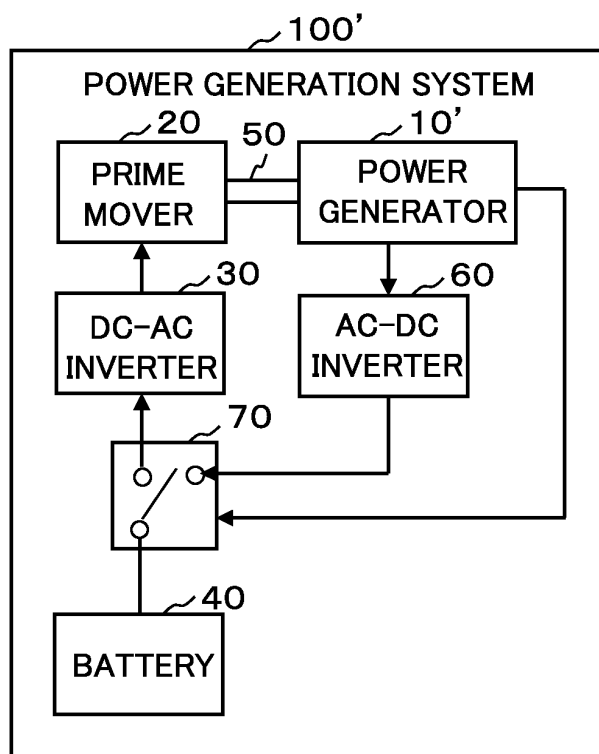 100’
POWER GENERATION SYSTEM
20
50
10’
PRIME
MOVER
POWER
GENERATOR
30
60
DC-AC
INVERTER
AC-DC
INVERTER
70
40
BATTERY